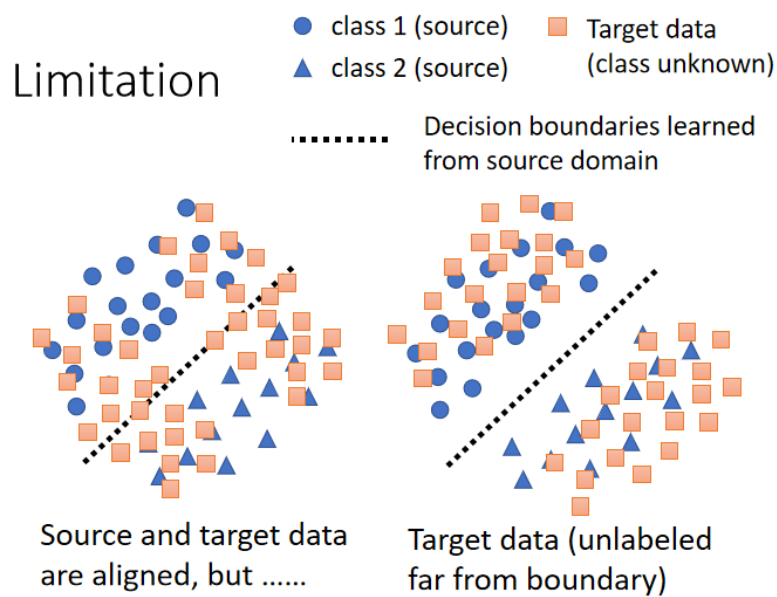 Limitation
class 1 (source)
class 2 (source)
Target data
(class unknown)
Decision boundaries learned
from source domain
Source and target data
are aligned, but ......
Target data (unlabeled
far from boundary)